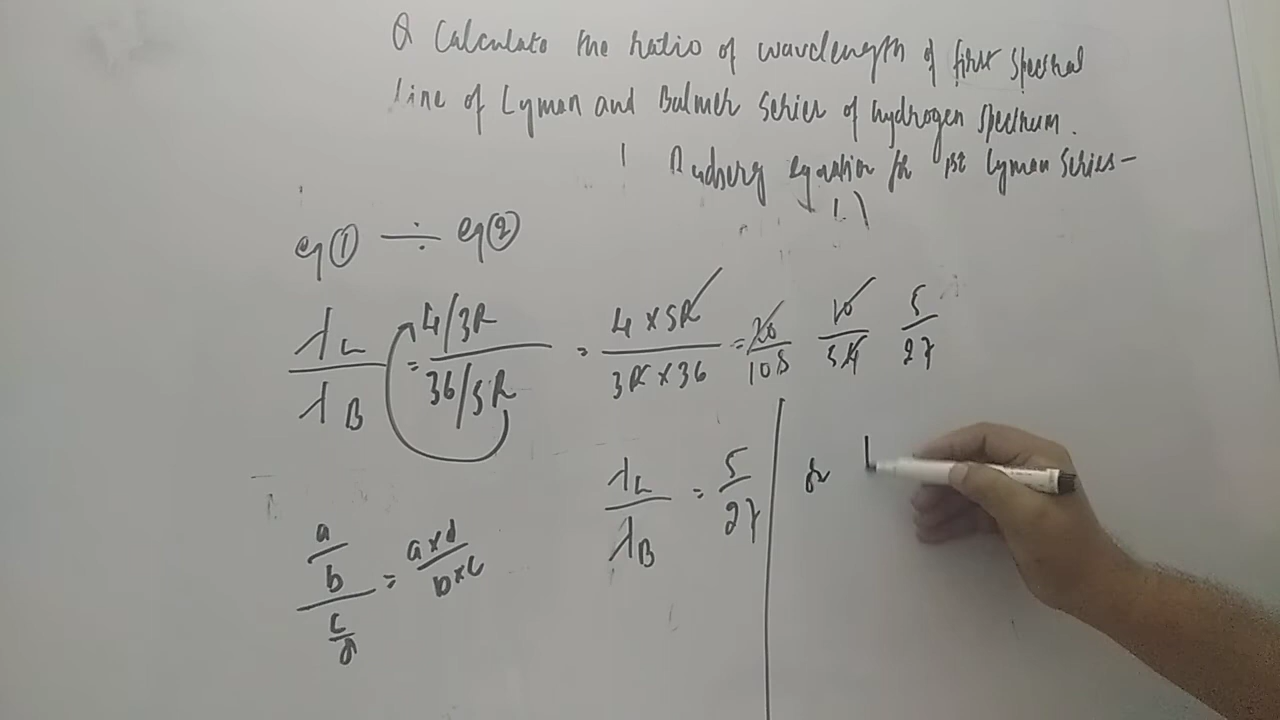 Q Calculate the ratio of wavelength of first spectral
line of Lyman and Balmer series of hydrogen spectrum.
equation for 1st Lyman series-
eq① ÷ eq②
λL/λB = (4/3R)/(36/5R) = (4×5R)/(3R×36) = 20/108 10/54 5/27
λL/λB = 5/27 or
(a/b)/(c/d) = (a×d)/(b×c)